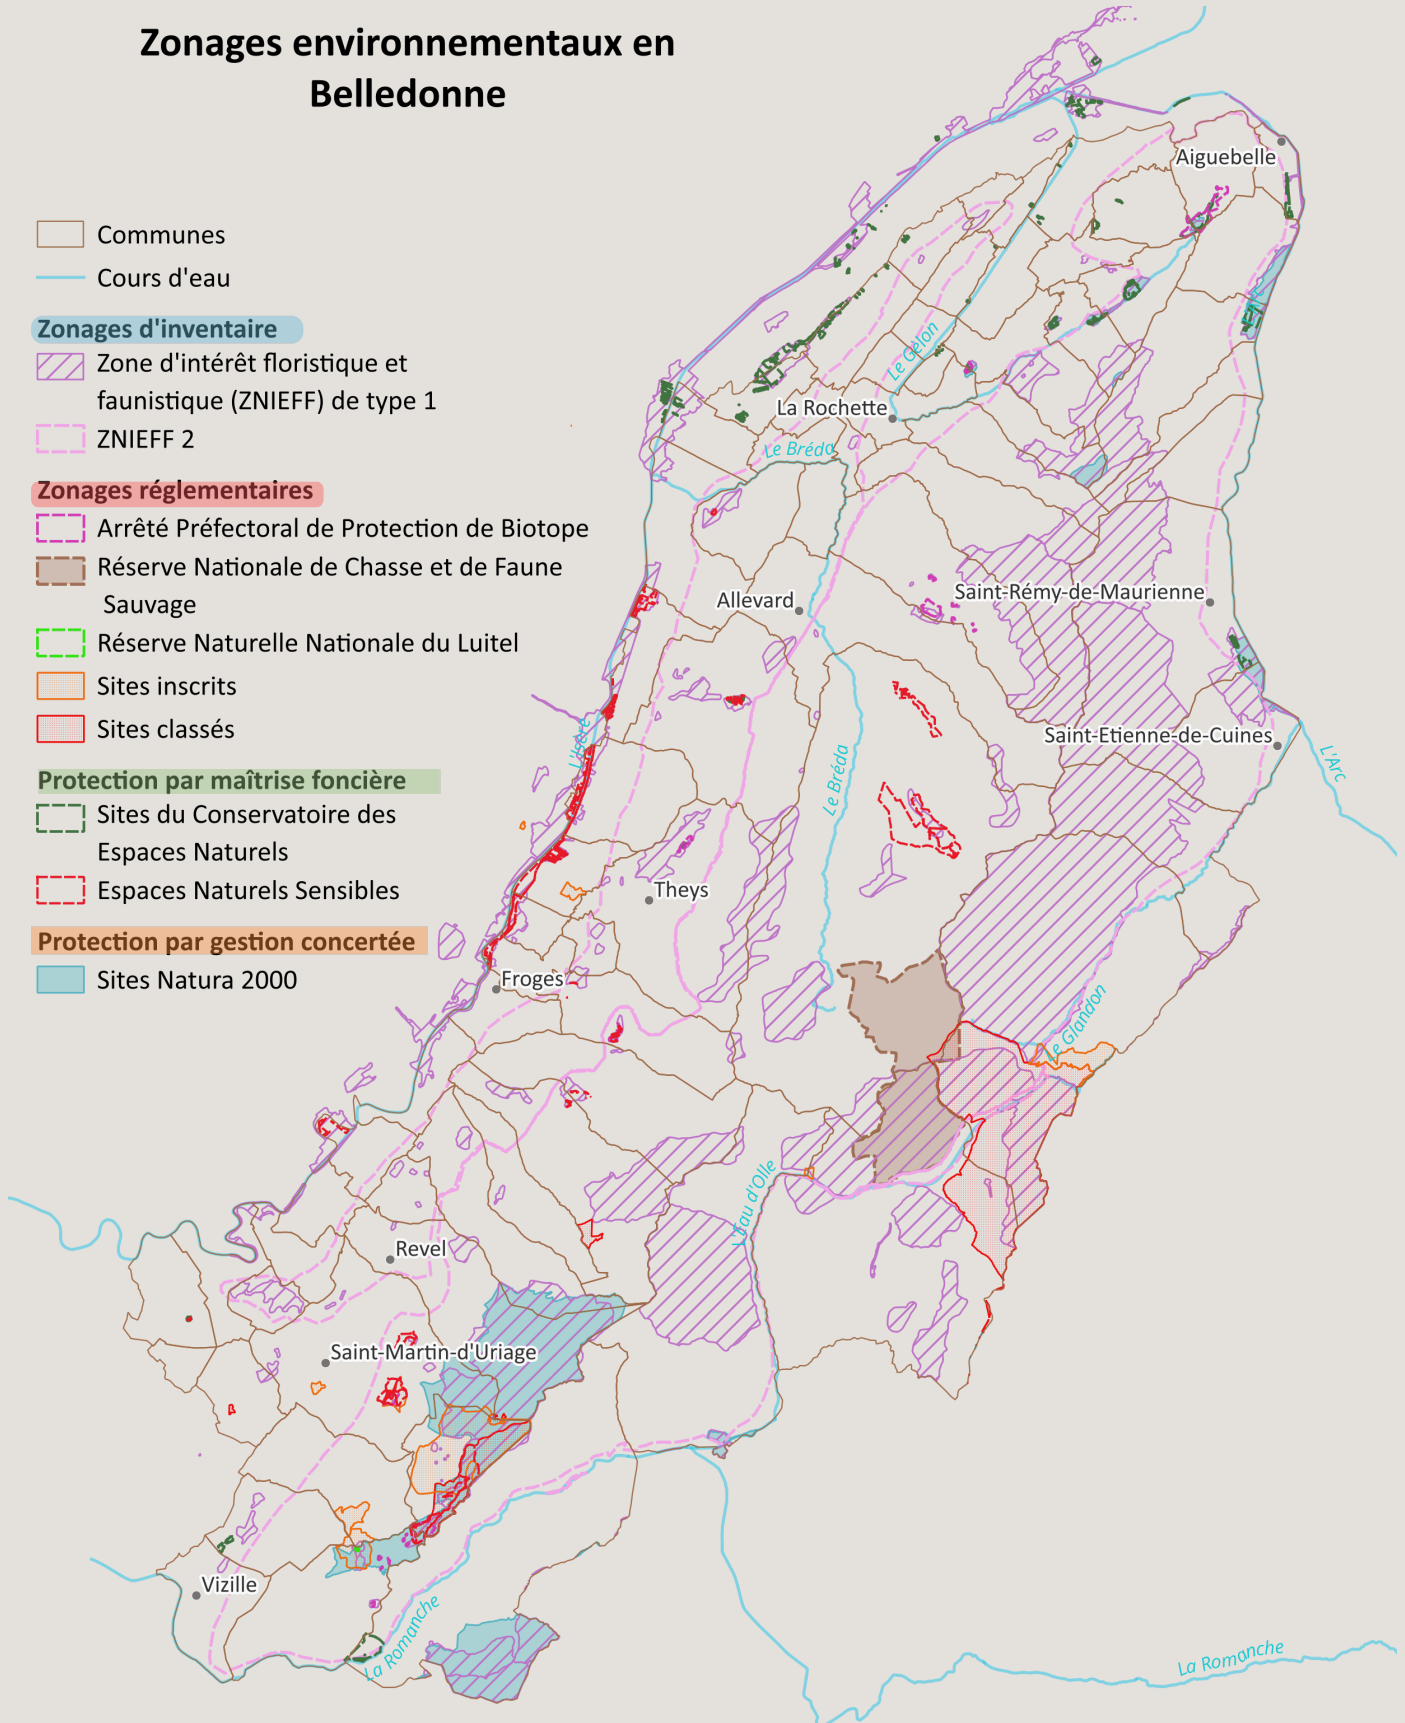 Zonages environnementaux en
Belledonne
Communes
Cours d'eau
Zonages d'inventaire
Zone d'intérêt floristique et
faunistique (ZNIEFF) de type 1
ZNIEFF 2
Zonages réglementaires
Arrêté Préfectoral de Protection de Biotope
Réserve Nationale de Chasse et de Faune
Sauvage
Réserve Naturelle Nationale du Luitel
Sites inscrits
Sites classés
Protection par maîtrise foncière
Sites du Conservatoire des
Espaces Naturels
Espaces Naturels Sensibles
Protection par gestion concertée
Sites Natura 2000
Aiguebelle
L'Arc
Le Gelon
La Rochette
Le Bréda
Allevard
Saint-Rémy-de-Maurienne
L'Isère
Saint-Etienne-de-Cuines
L'Arc
Le Bréda
Theys
Froges
Le Glandon
L'Eau d'Olle
Revel
Saint-Martin-d'Uriage
Vizille
La Romanche
La Romanche